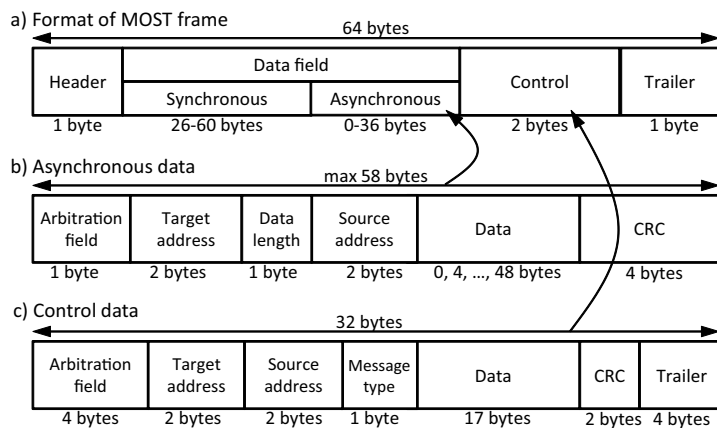 a) Format of MOST frame
64 bytes
Header
Data field
Control
Trailer
Synchronous
Asynchronous
1 byte
26-60 bytes
0-36 bytes
2 bytes
1 byte
b) Asynchronous data
max 58 bytes
Arbitration
field
Target
address
Data
length
Source
address
Data
CRC
1 byte
2 bytes
1 byte
2 bytes
0, 4, ..., 48 bytes
4 bytes
c) Control data
32 bytes
Arbitration
field
Target
address
Source
address
Message
type
Data
CRC
Trailer
4 bytes
2 bytes
2 bytes
1 byte
17 bytes
2 bytes
4 bytes